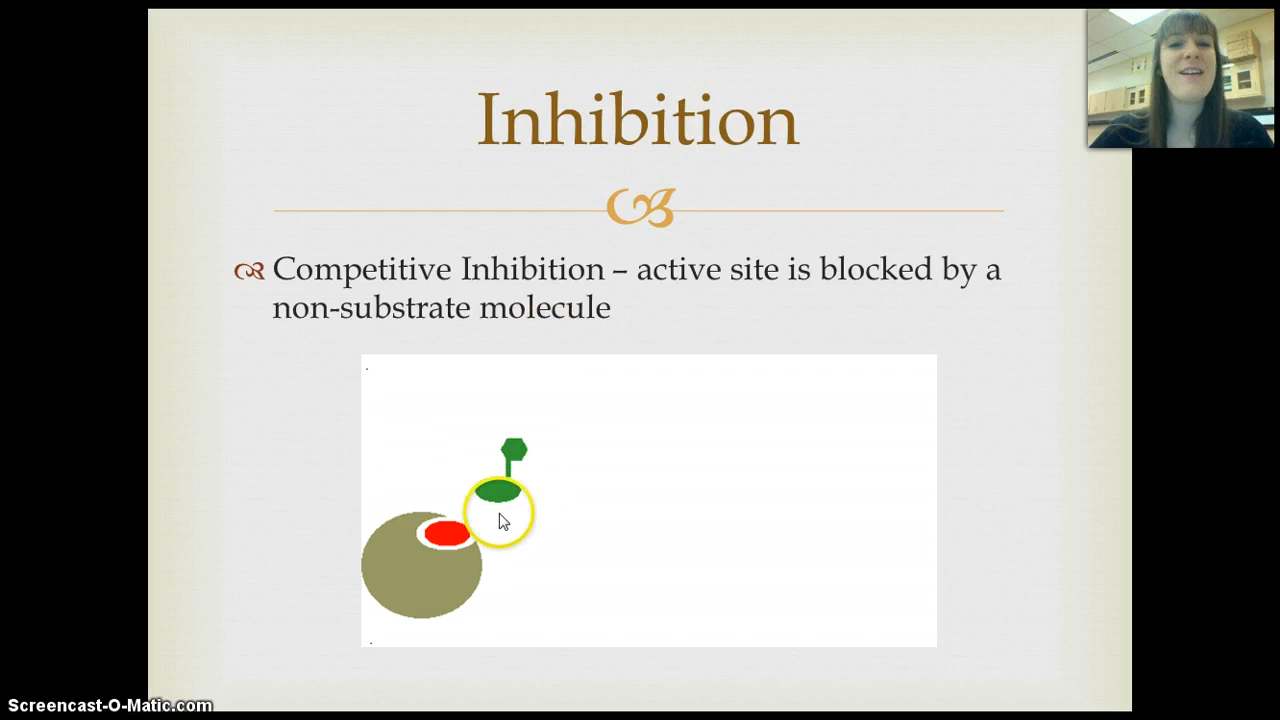 Inhibition
Competitive Inhibition – active site is blocked by a
non-substrate molecule
Screencast-O-Matic.com